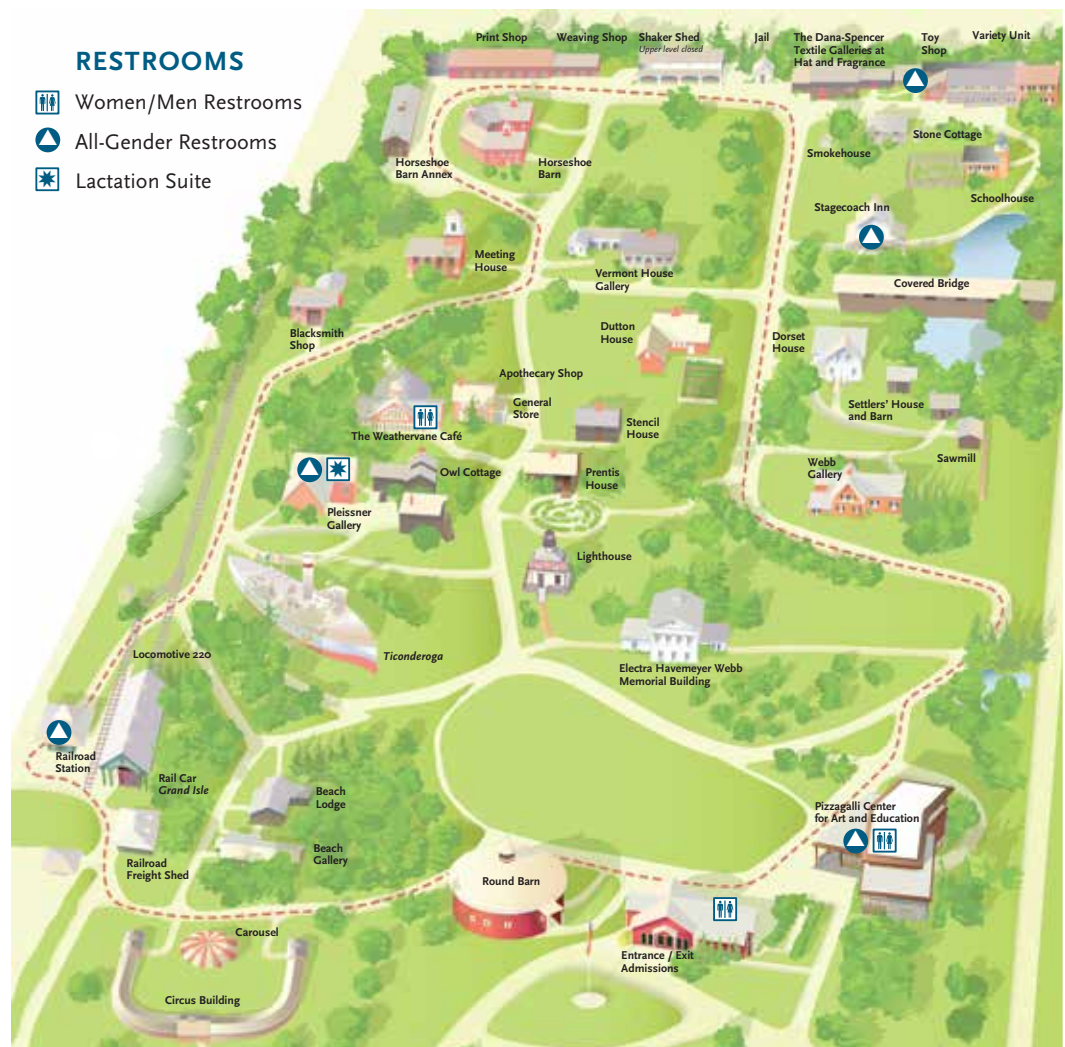 RESTROOMS
Women/Men Restrooms
All-Gender Restrooms
Lactation Suite
Print Shop
Weaving Shop
Shaker Shed
Upper level closed
Jail
The Dana-Spencer
Textile Galleries at
Hat and Fragrance
Toy
Shop
Variety Unit
Horseshoe
Barn Annex
Horseshoe
Barn
Smokehouse
Stone Cottage
Schoolhouse
Stagecoach Inn
Meeting
House
Vermont House
Gallery
Covered Bridge
Blacksmith
Shop
Dutton
House
Dorset
House
Apothecary Shop
General
Store
Settlers' House
and Barn
The Weathervane Café
Stencil
House
Sawmill
Owl Cottage
Prentis
House
Webb
Gallery
Pleissner
Gallery
Lighthouse
Locomotive 220
Ticonderoga
Electra Havemeyer Webb
Memorial Building
Railroad
Station
Rail Car
Grand Isle
Beach
Lodge
Pizzagalli Center
for Art and Education
Beach
Gallery
Railroad
Freight Shed
Round Barn
Carousel
Entrance / Exit
Admissions
Circus Building